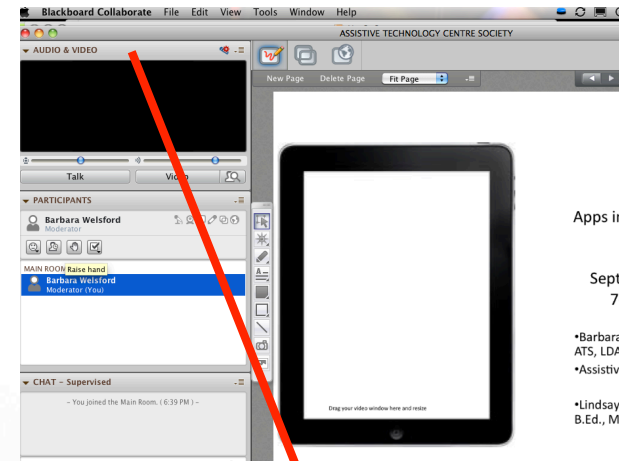 Blackboard Collaborate File Edit View Tools Window Help
ASSISTIVE TECHNOLOGY CENTRE SOCIETY
AUDIO & VIDEO
New Page Delete Page Fit Page
Talk Video
PARTICIPANTS
Barbara Welsford
Moderator
MAIN ROOM
Raise hand
Barbara Welsford
Moderator (You)
CHAT – Supervised
– You joined the Main Room. ( 6:39 PM ) –
Drag your video window here and resize
Apps in
Sept
7
•Barbara
ATS, LDA
•Assistiv
•Lindsay
B.Ed., M